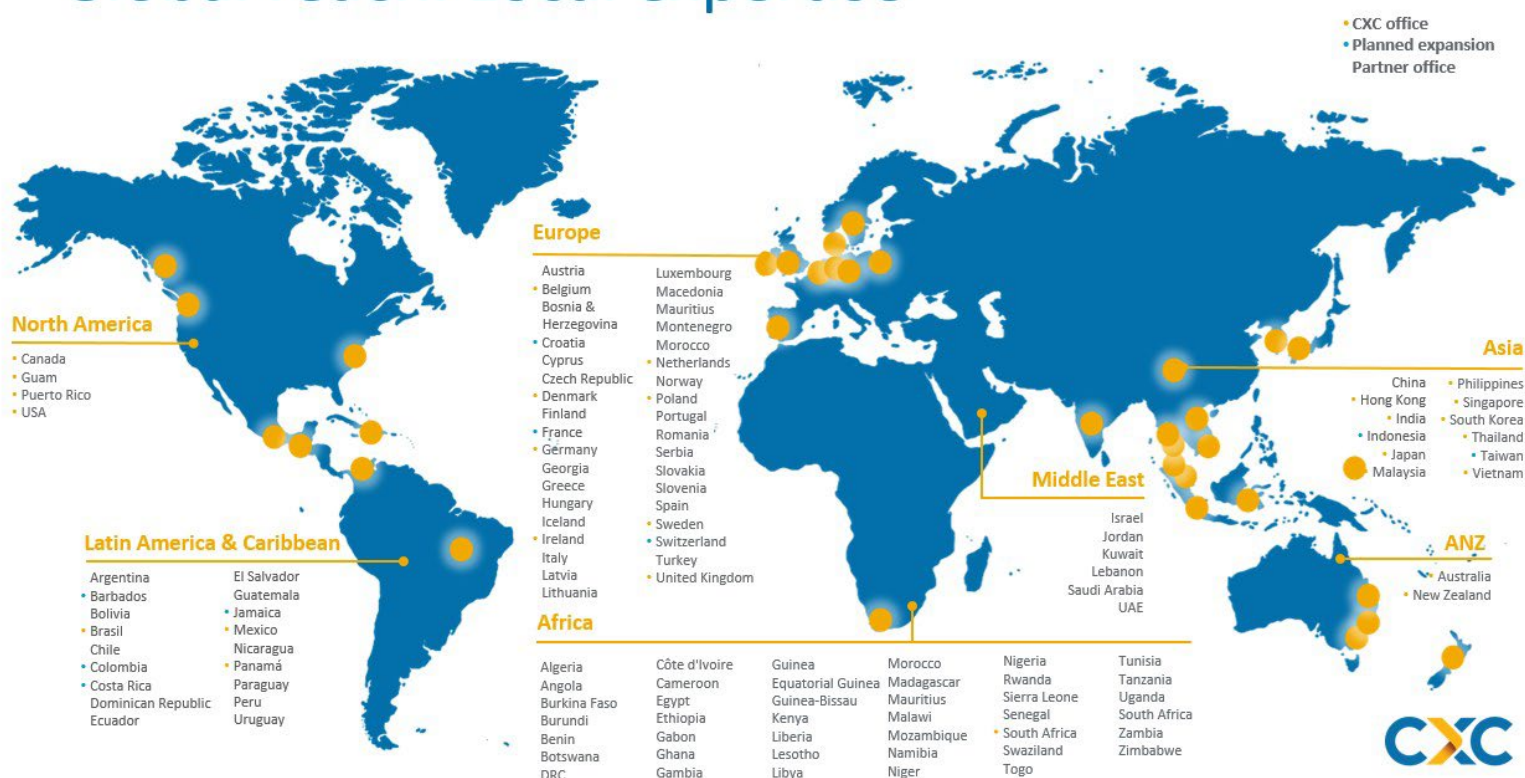 • CXC office
• Planned expansion
Partner office
Europe
Austria
• Belgium
Bosnia &
Herzegovina
• Croatia
Cyprus
Czech Republic
• Denmark
Finland
• France
• Germany
Georgia
Greece
Hungary
Iceland
• Ireland
Italy
Latvia
Lithuania
Luxembourg
Macedonia
Mauritius
Montenegro
Morocco
• Netherlands
Norway
• Poland
Portugal
Romania
Serbia
Slovakia
Slovenia
Spain
• Sweden
• Switzerland
Turkey
• United Kingdom
North America
• Canada
• Guam
• Puerto Rico
• USA
Asia
China
• Hong Kong
• India
• Indonesia
• Japan
Malaysia
• Philippines
• Singapore
• South Korea
• Thailand
• Taiwan
• Vietnam
Middle East
Israel
Jordan
Kuwait
Lebanon
Saudi Arabia
UAE
Latin America & Caribbean
Argentina
• Barbados
Bolivia
• Brasil
Chile
• Colombia
• Costa Rica
Dominican Republic
Ecuador
El Salvador
Guatemala
• Jamaica
• Mexico
Nicaragua
• Panamá
Paraguay
Peru
Uruguay
ANZ
• Australia
• New Zealand
Africa
Algeria
Angola
Burkina Faso
Burundi
Benin
Botswana
DRC
Côte d'Ivoire
Cameroon
Egypt
Ethiopia
Gabon
Ghana
Gambia
Guinea
Equatorial Guinea
Guinea-Bissau
Kenya
Liberia
Lesotho
Libya
Morocco
Madagascar
Mauritius
Malawi
Mozambique
Namibia
Niger
Nigeria
Rwanda
Sierra Leone
Senegal
• South Africa
Swaziland
Togo
Tunisia
Tanzania
Uganda
South Africa
Zambia
Zimbabwe
CXC